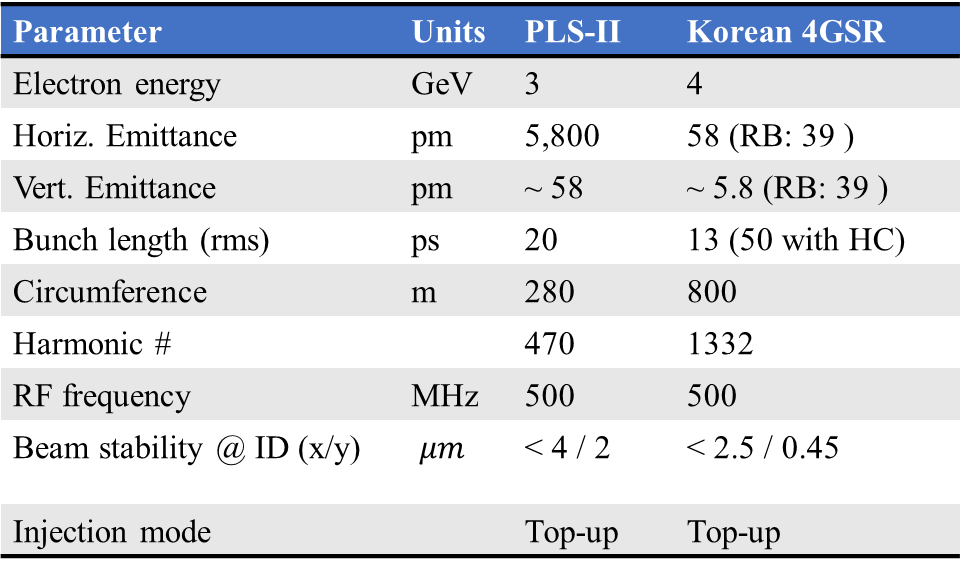 Parameter Units PLS-II Korean 4GSR
Electron energy GeV 3 4
Horiz. Emittance pm 5,800 58 (RB: 39 )
Vert. Emittance pm ~ 58 ~ 5.8 (RB: 39 )
Bunch length (rms) ps 20 13 (50 with HC)
Circumference m 280 800
Harmonic # 470 1332
RF frequency MHz 500 500
Beam stability @ ID (x/y) μm < 4 / 2 < 2.5 / 0.45
Injection mode Top-up Top-up